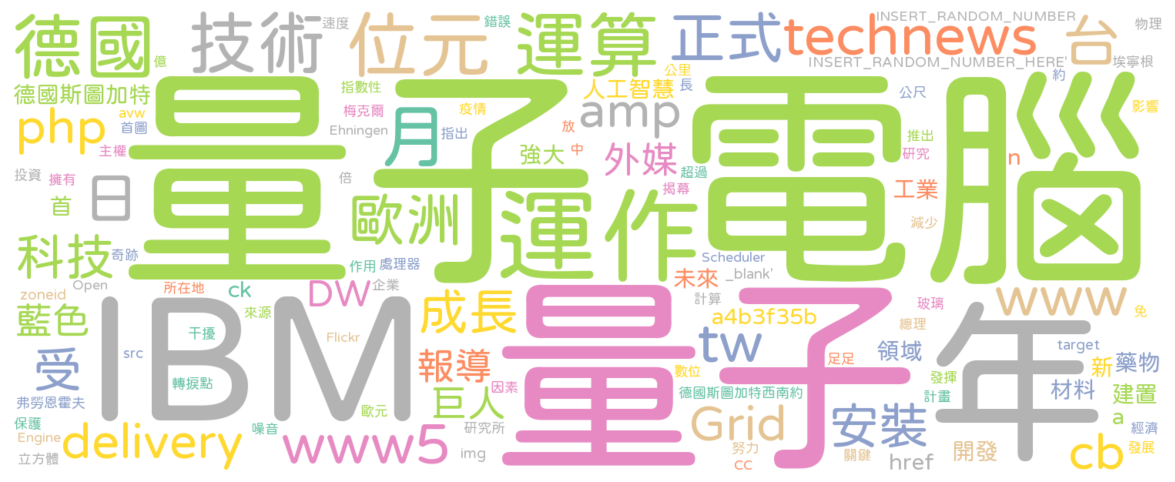 德國
技術
速度
位元
錯誤
運算
正式
technews
INSERT_RANDOM_NUMBER
台
物理
億
INSERT_RANDOM_NUMBER_HERE'
埃寧根
德國斯圖加特
量子電腦
指數性
疫情
公里
人工智慧
長
約
公尺
影響
php
avw
首圖
梅克爾
Ehningen
月
指出
放
中
amp
推出
主權
強大
外媒
超過
研究
n
投資
擁有
倍
日
首
揭幕
工業
歐洲
運作
減少
科技
奇跡
作用
處理器
Scheduler
_blank'
未來
Open
zoneid
所在地
ck
DW
企業
成長
計算
www
玻璃
免
藍色
IBM
來源
量子
a4b3f35b
總理
年
干擾
Flickr
tw
target
受
src
報導
足足
領域
新
藥物
轉捩點
因素
數位
發揮
弗勞恩霍夫
歐元
巨人
德國斯圖加特西南約
計畫
材料
建置
保護
噪音
研究所
Grid
安裝
a
經濟
Engine
delivery
www5
img
努力
關鍵
開發
cb
發展
立方體
cc
href